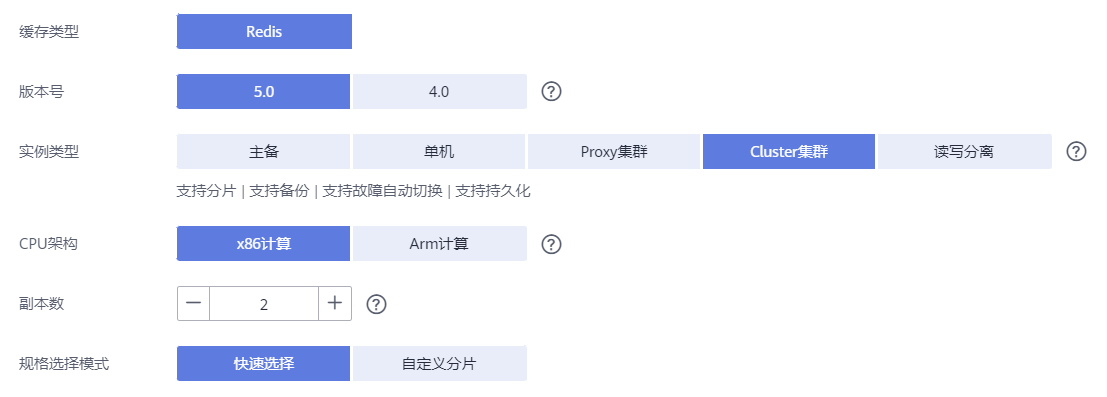 缓存类型 Redis
版本号 5.0 4.0 ?
实例类型 主备 单机 Proxy集群 Cluster集群 读写分离 ?
支持分片 | 支持备份 | 支持故障自动切换 | 支持持久化
CPU架构 x86计算 Arm计算 ?
副本数 — 2 + ?
规格选择模式 快速选择 自定义分片